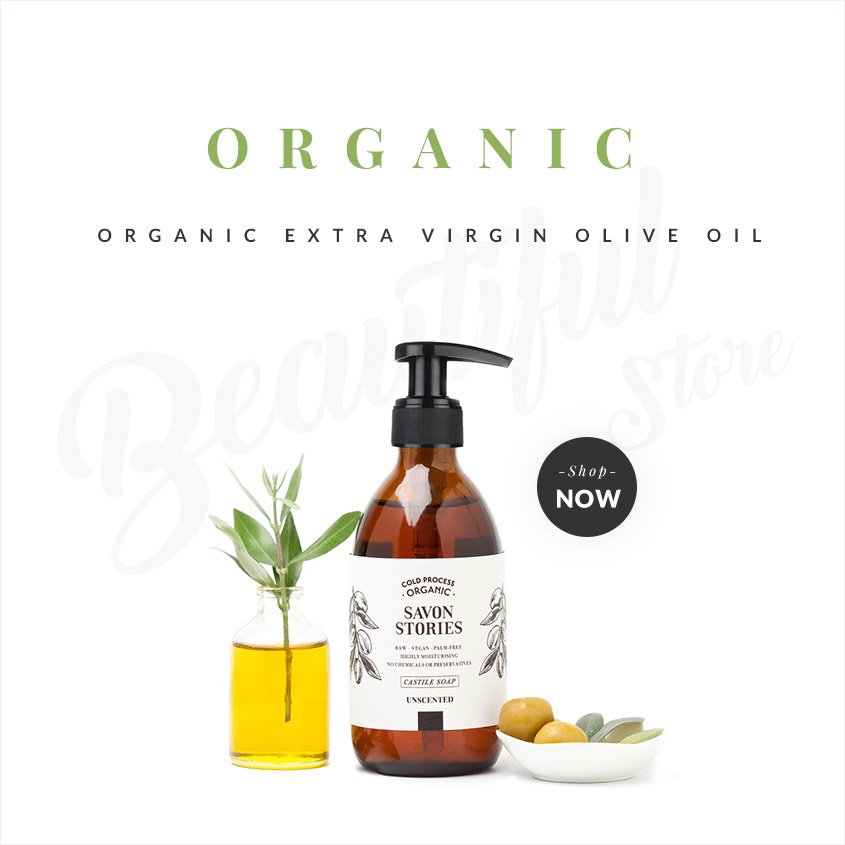 ORGANIC
ORGANIC EXTRA VIRGIN OLIVE OIL
Beautiful
Store
-Shop-
NOW
COLD PROCESS
· ORGANIC ·
SAVON
STORIES
RAW · VEGAN · PALM-FREE
HIGHLY MOISTURISING
NO CHEMICALS OR PRESERVATIVES
CASTILE SOAP
UNSCENTED